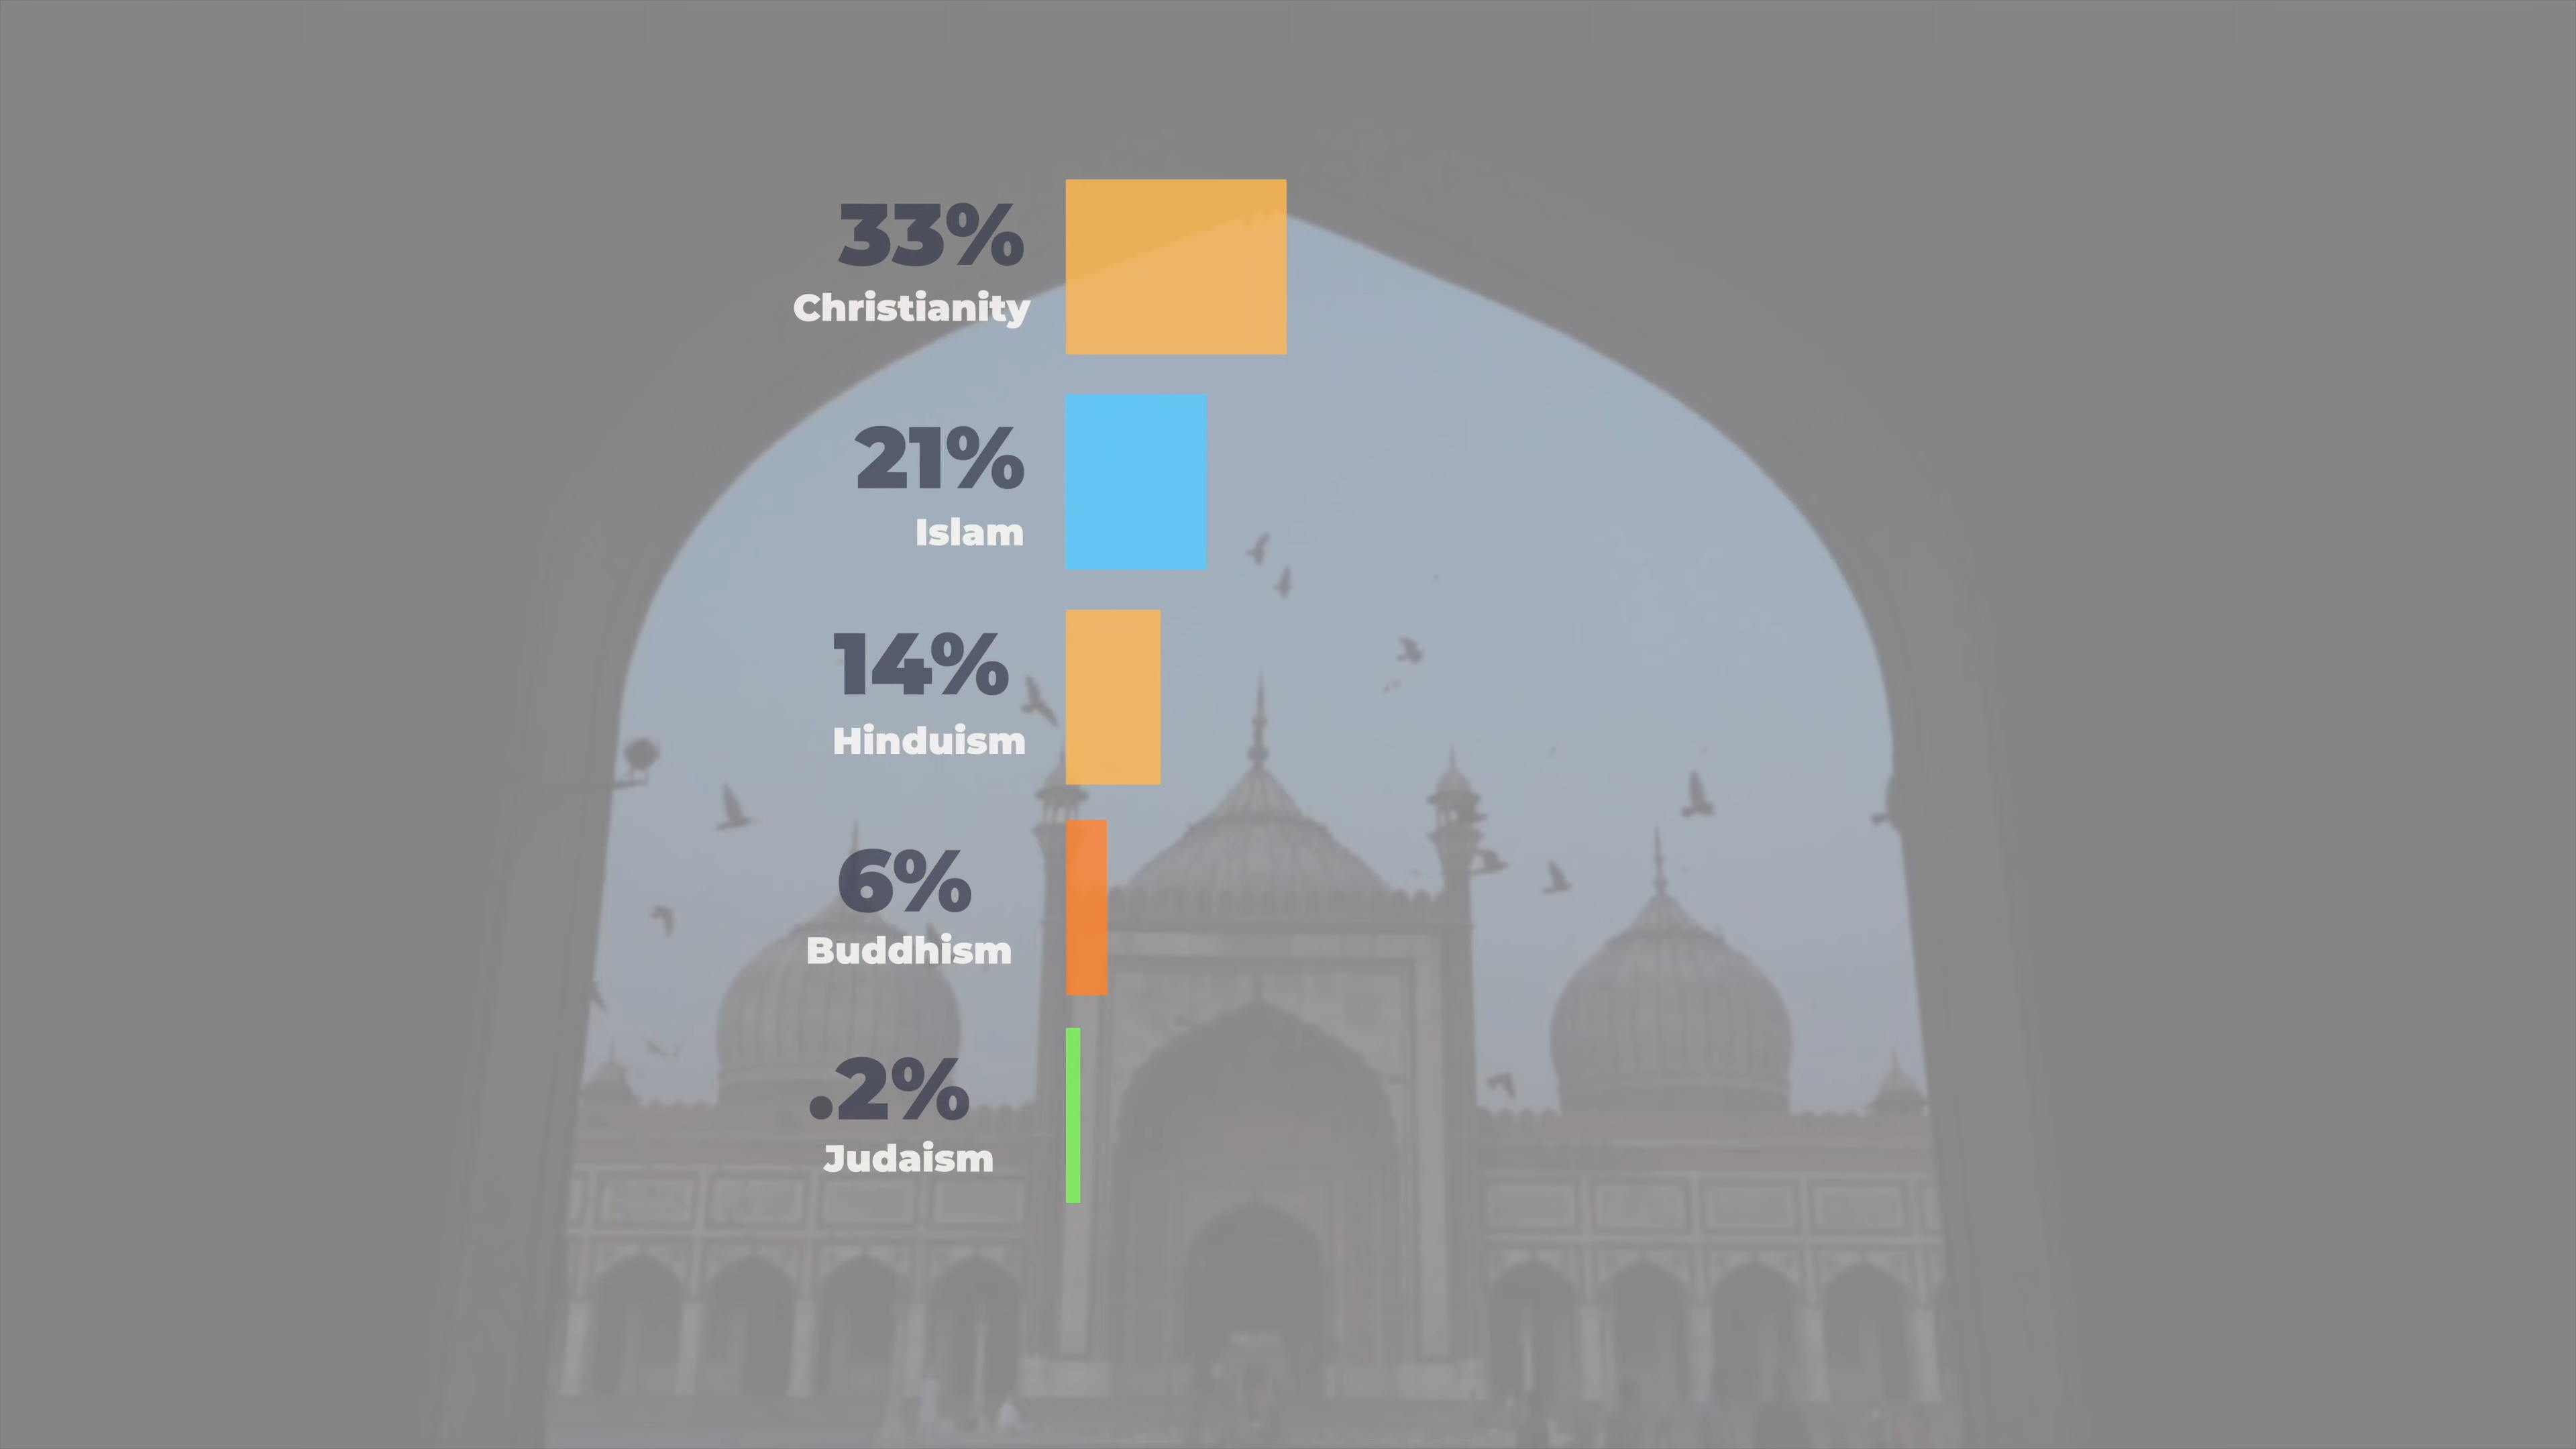 33%
Christianity
21%
Islam
14%
Hinduism
6%
Buddhism
.2%
Judaism